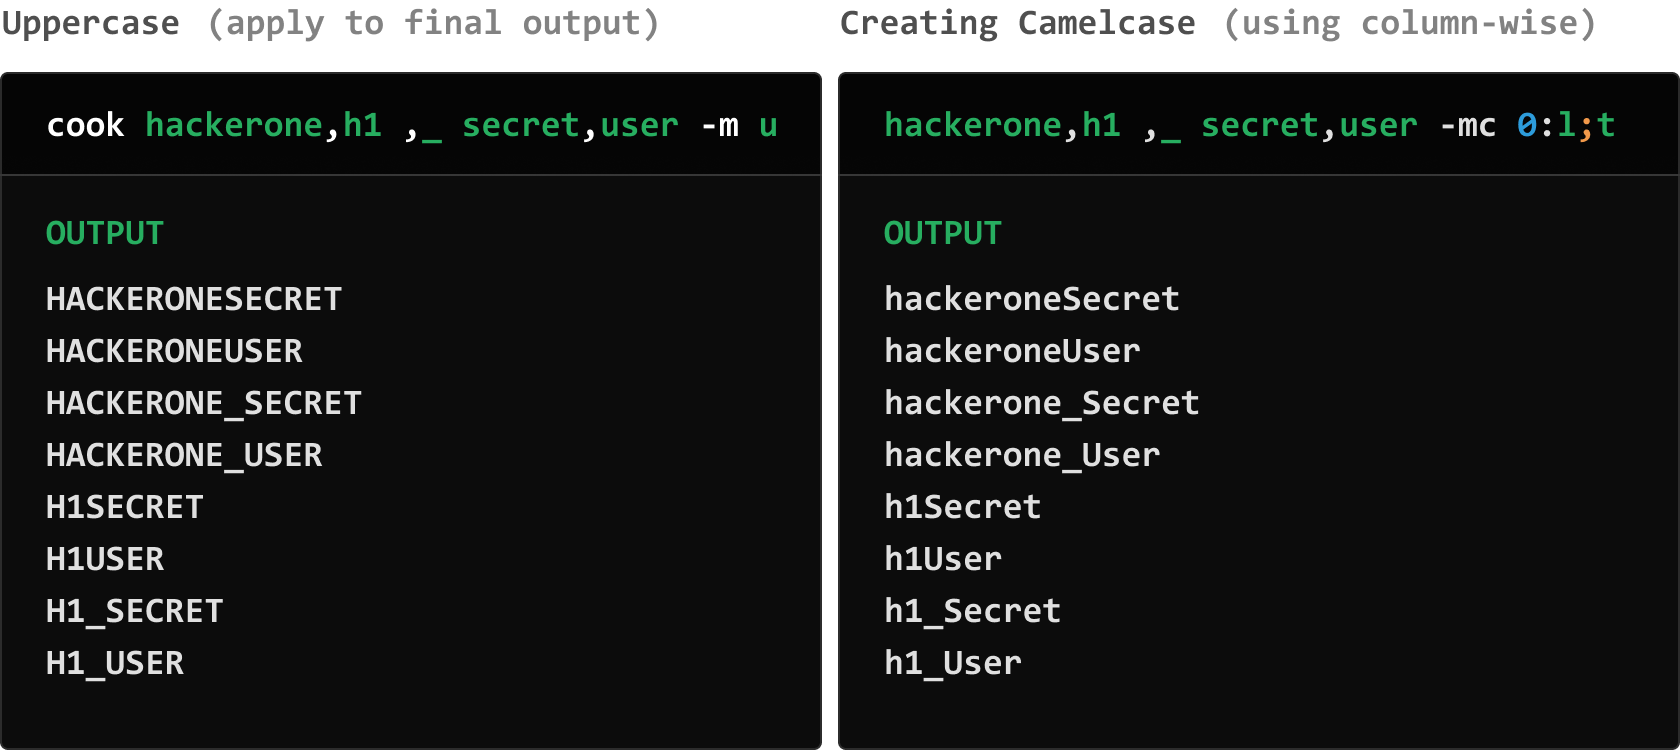 Uppercase (apply to final output)
cook hackerone,h1 ,_ secret,user -m u
OUTPUT
HACKERONESECRET
HACKERONEUSER
HACKERONE_SECRET
HACKERONE_USER
H1SECRET
H1USER
H1_SECRET
H1_USER
Creating Camelcase (using column-wise)
hackerone,h1 ,_ secret,user -mc 0:l;t
OUTPUT
hackeroneSecret
hackeroneUser
hackerone_Secret
hackerone_User
h1Secret
h1User
h1_Secret
h1_User